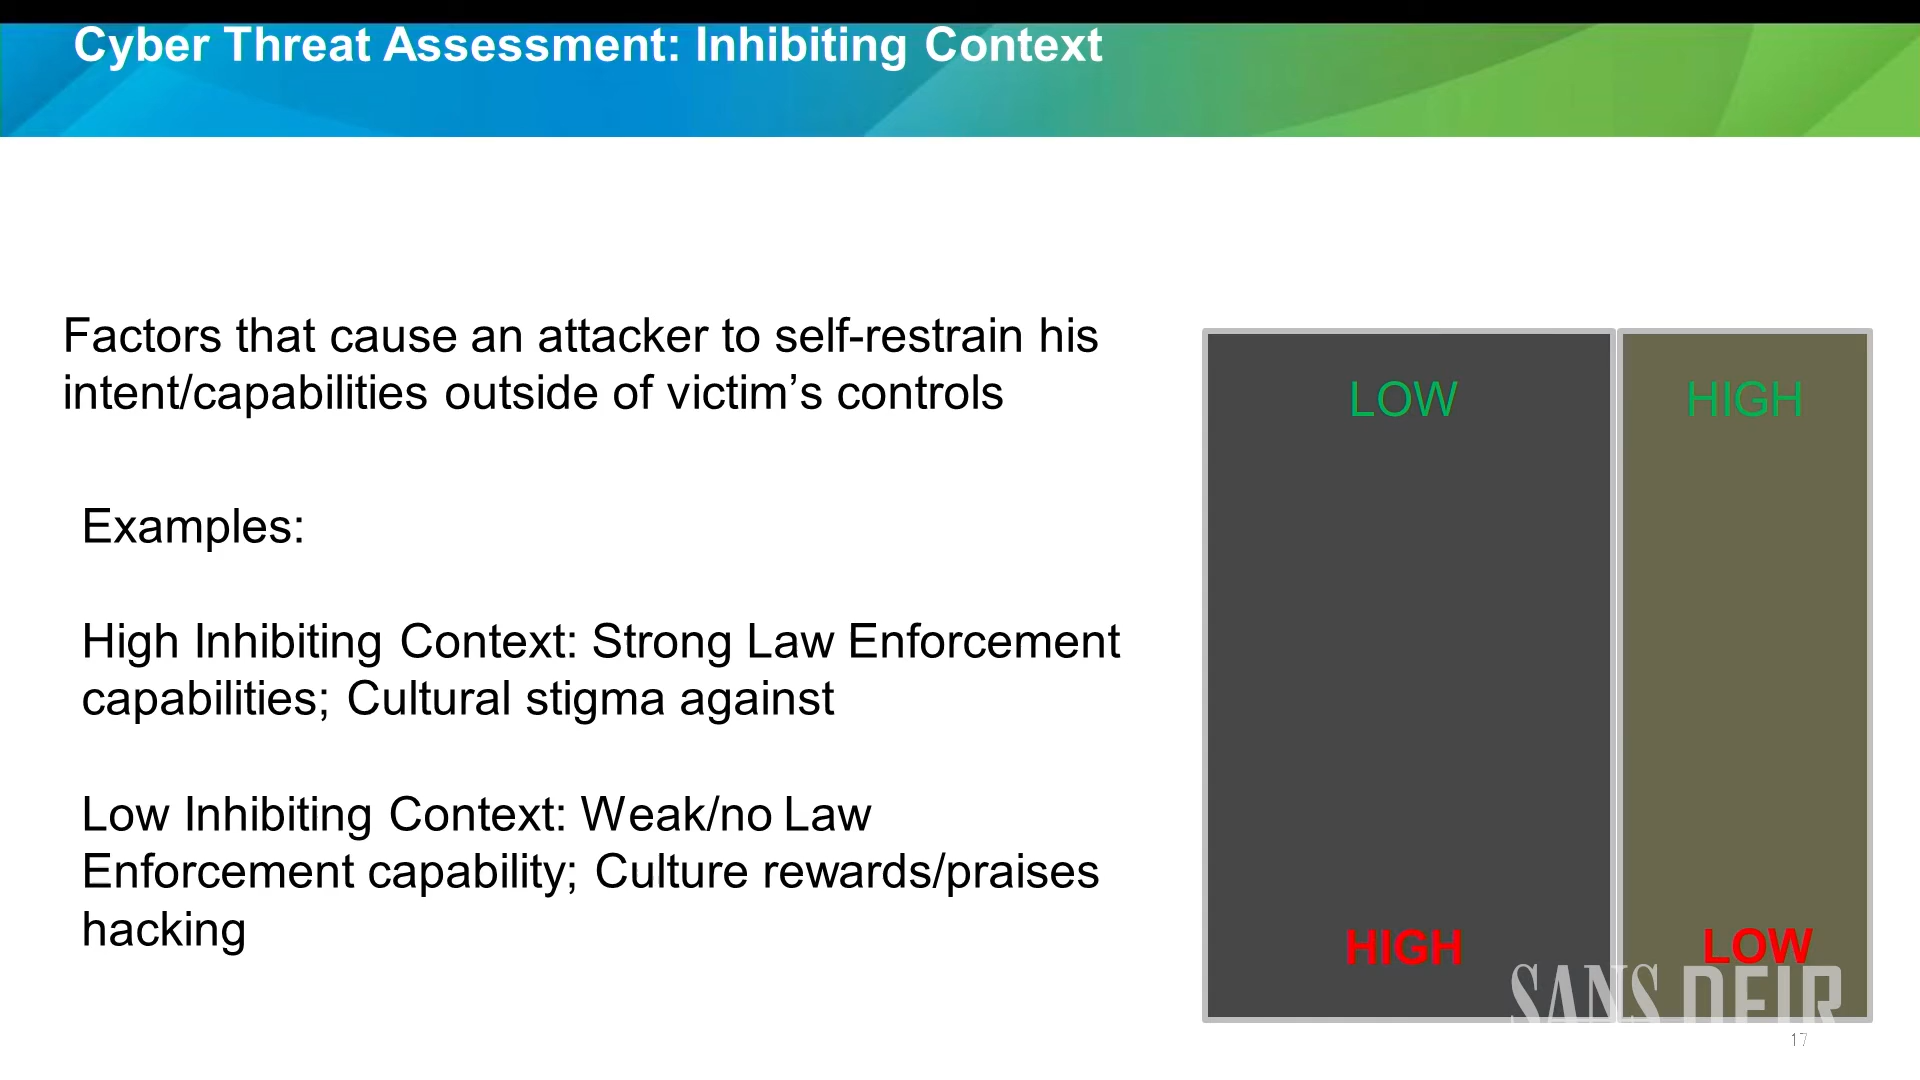 Cyber Threat Assessment: Inhibiting Context
Factors that cause an attacker to self-restrain his
intent/capabilities outside of victim’s controls
Examples:
High Inhibiting Context: Strong Law Enforcement
capabilities; Cultural stigma against
Low Inhibiting Context: Weak/no Law
Enforcement capability; Culture rewards/praises
hacking
LOW
HIGH
HIGH
LOW
SANS DFIR
17